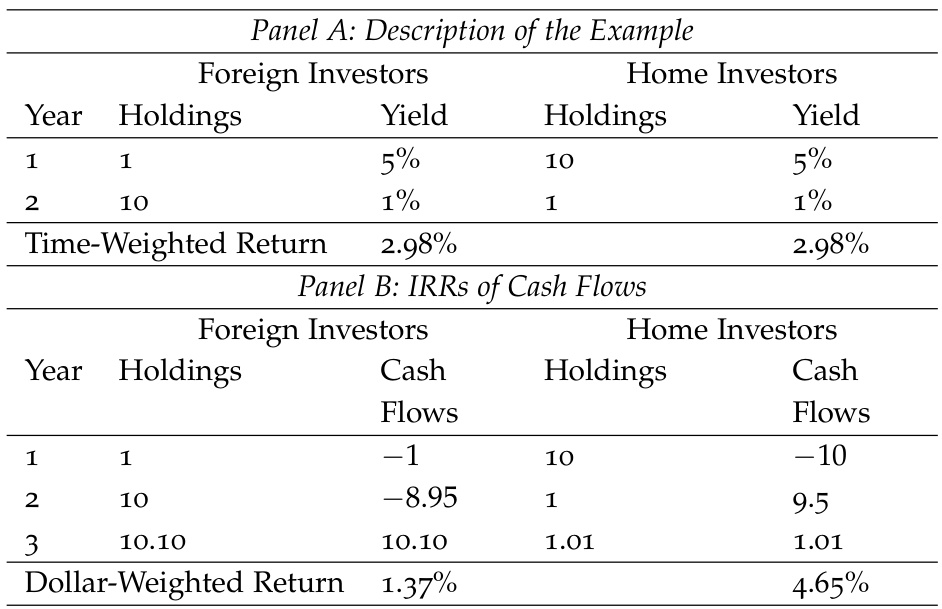 Panel A: Description of the Example
Foreign Investors Home Investors
Year Holdings Yield Holdings Yield
1 1 5% 10 5%
2 10 1% 1 1%
Time-Weighted Return 2.98% 2.98%
Panel B: IRRs of Cash Flows
Foreign Investors Home Investors
Year Holdings Cash Holdings Cash
Flows Flows
1 1 −1 10 −10
2 10 −8.95 1 9.5
3 10.10 10.10 1.01 1.01
Dollar-Weighted Return 1.37% 4.65%